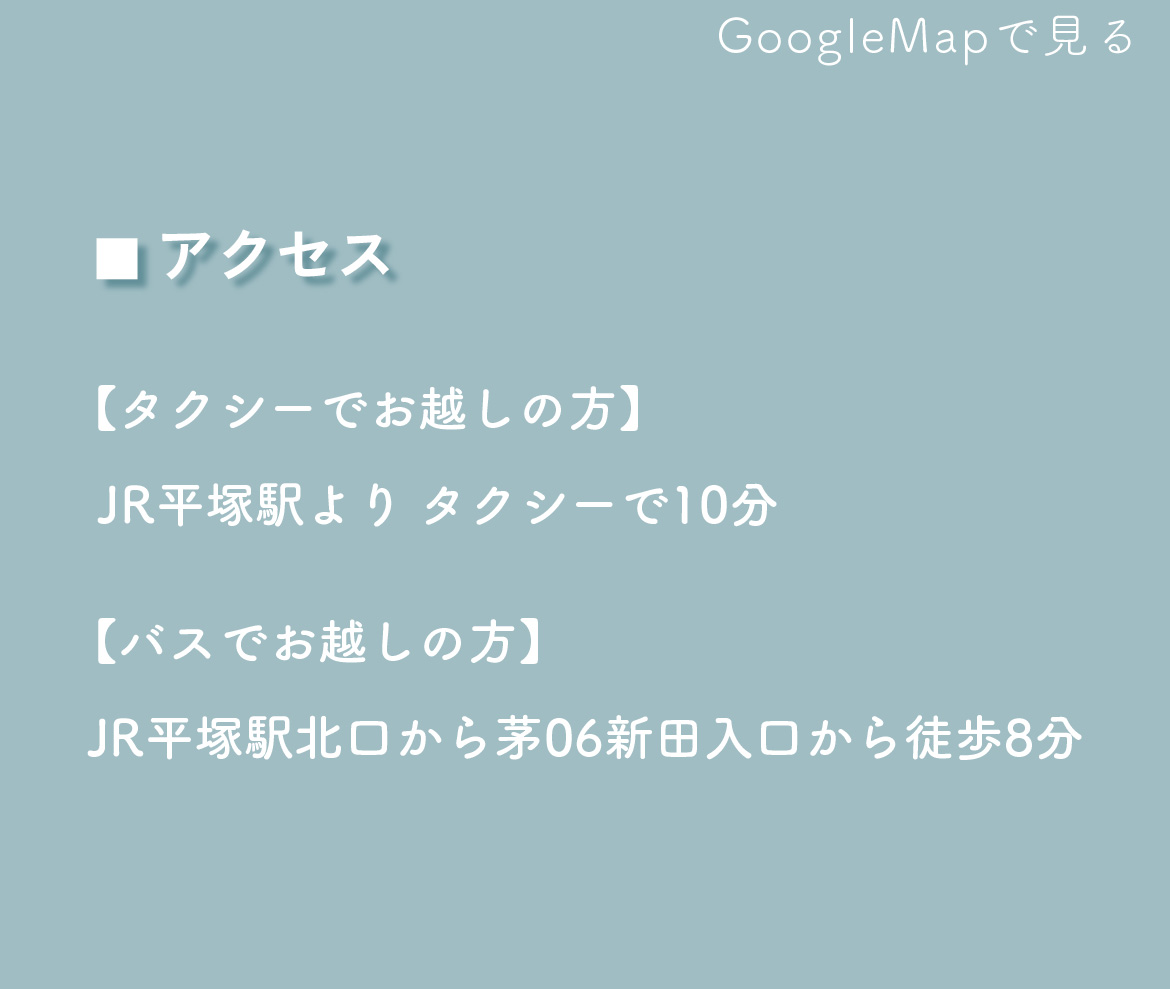 GoogleMapで見る
■ アクセス
【タクシーでお越しの方】
JR平塚駅より タクシーで10分
【バスでお越しの方】
JR平塚駅北口から茅06新田入口から徒歩8分